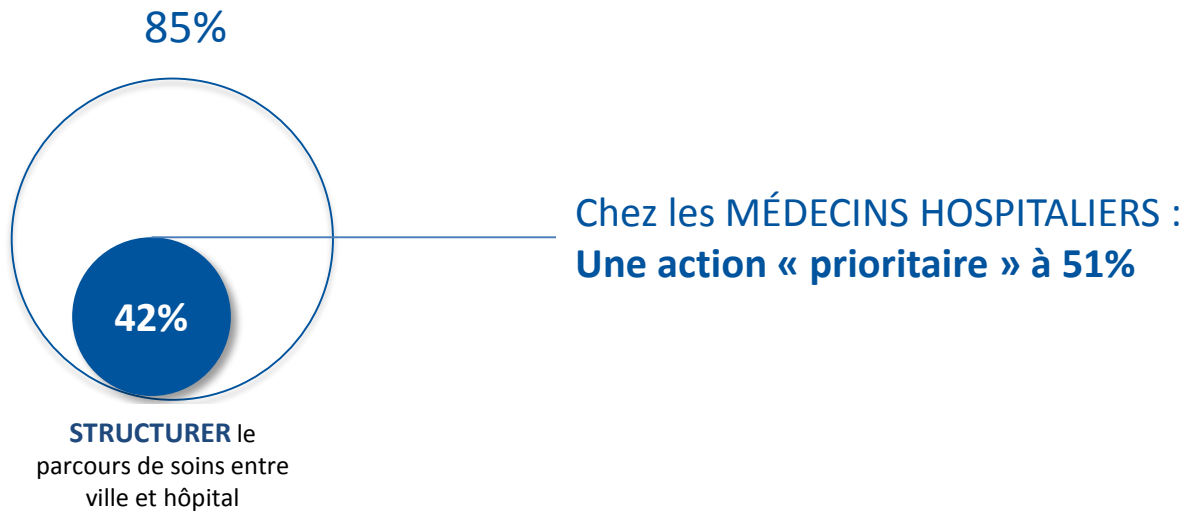 85%
Chez les MÉDECINS HOSPITALIERS :
Une action « prioritaire » à 51%
42%
STRUCTURER le
parcours de soins entre
ville et hôpital